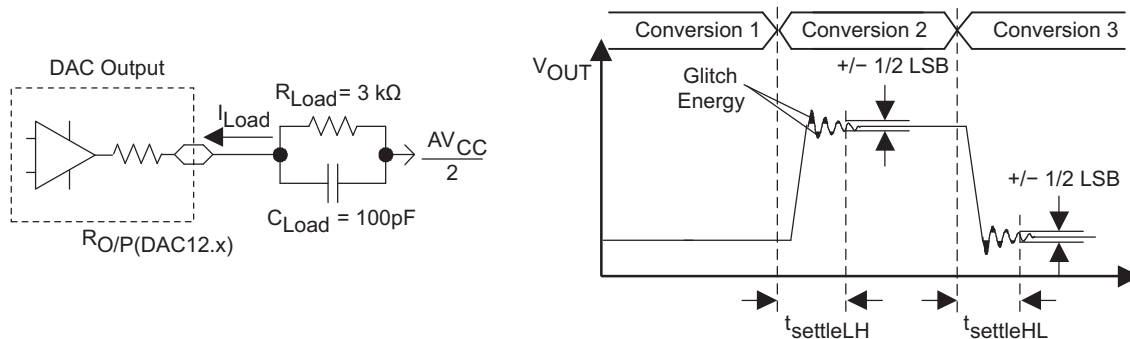 DAC Output
I_Load
R_Load = 3 kΩ
AV_CC
2
C_Load = 100pF
R_O/P(DAC12.x)
Conversion 1
Conversion 2
Conversion 3
V_OUT
Glitch
Energy
+/− 1/2 LSB
+/− 1/2 LSB
t_settleLH
t_settleHL